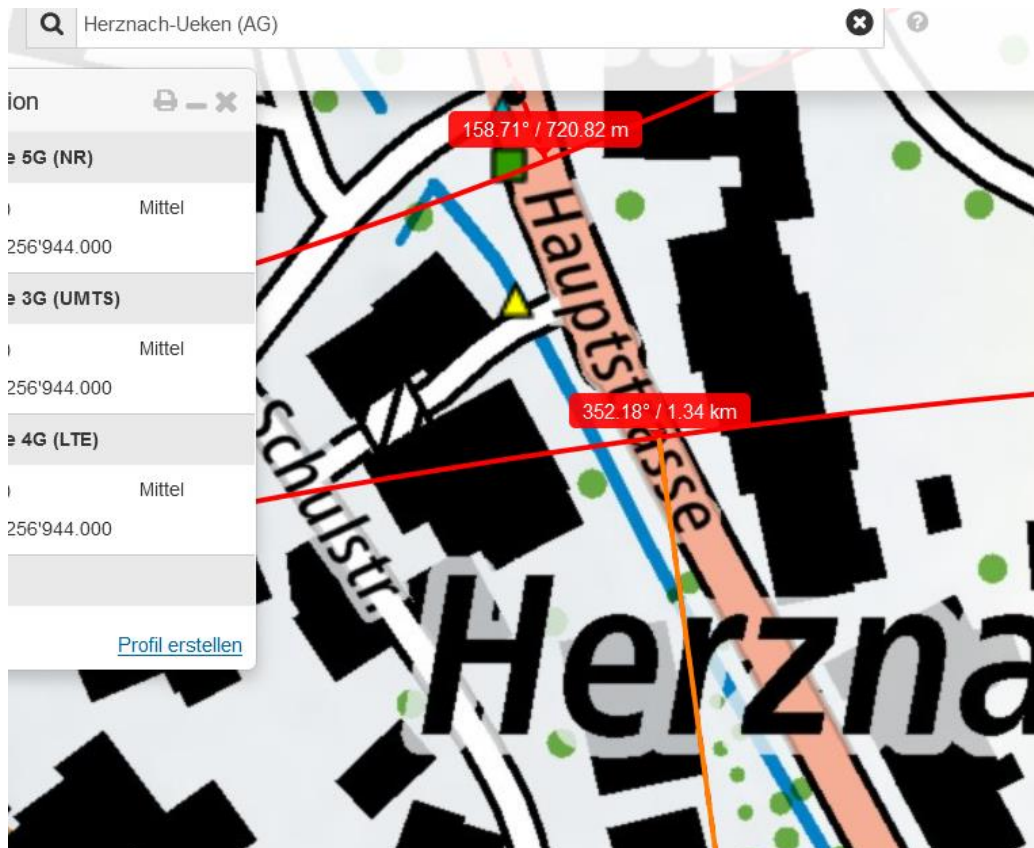 Herznach-Ueken (AG)
ion
158.71° / 720.82 m
5G (NR)
Mittel
256'944.000
3G (UMTS)
Mittel
256'944.000
4G (LTE)
Mittel
256'944.000
Profil erstellen
Hauptstrasse
352.18° / 1.34 km
Schulstr.
Herzna